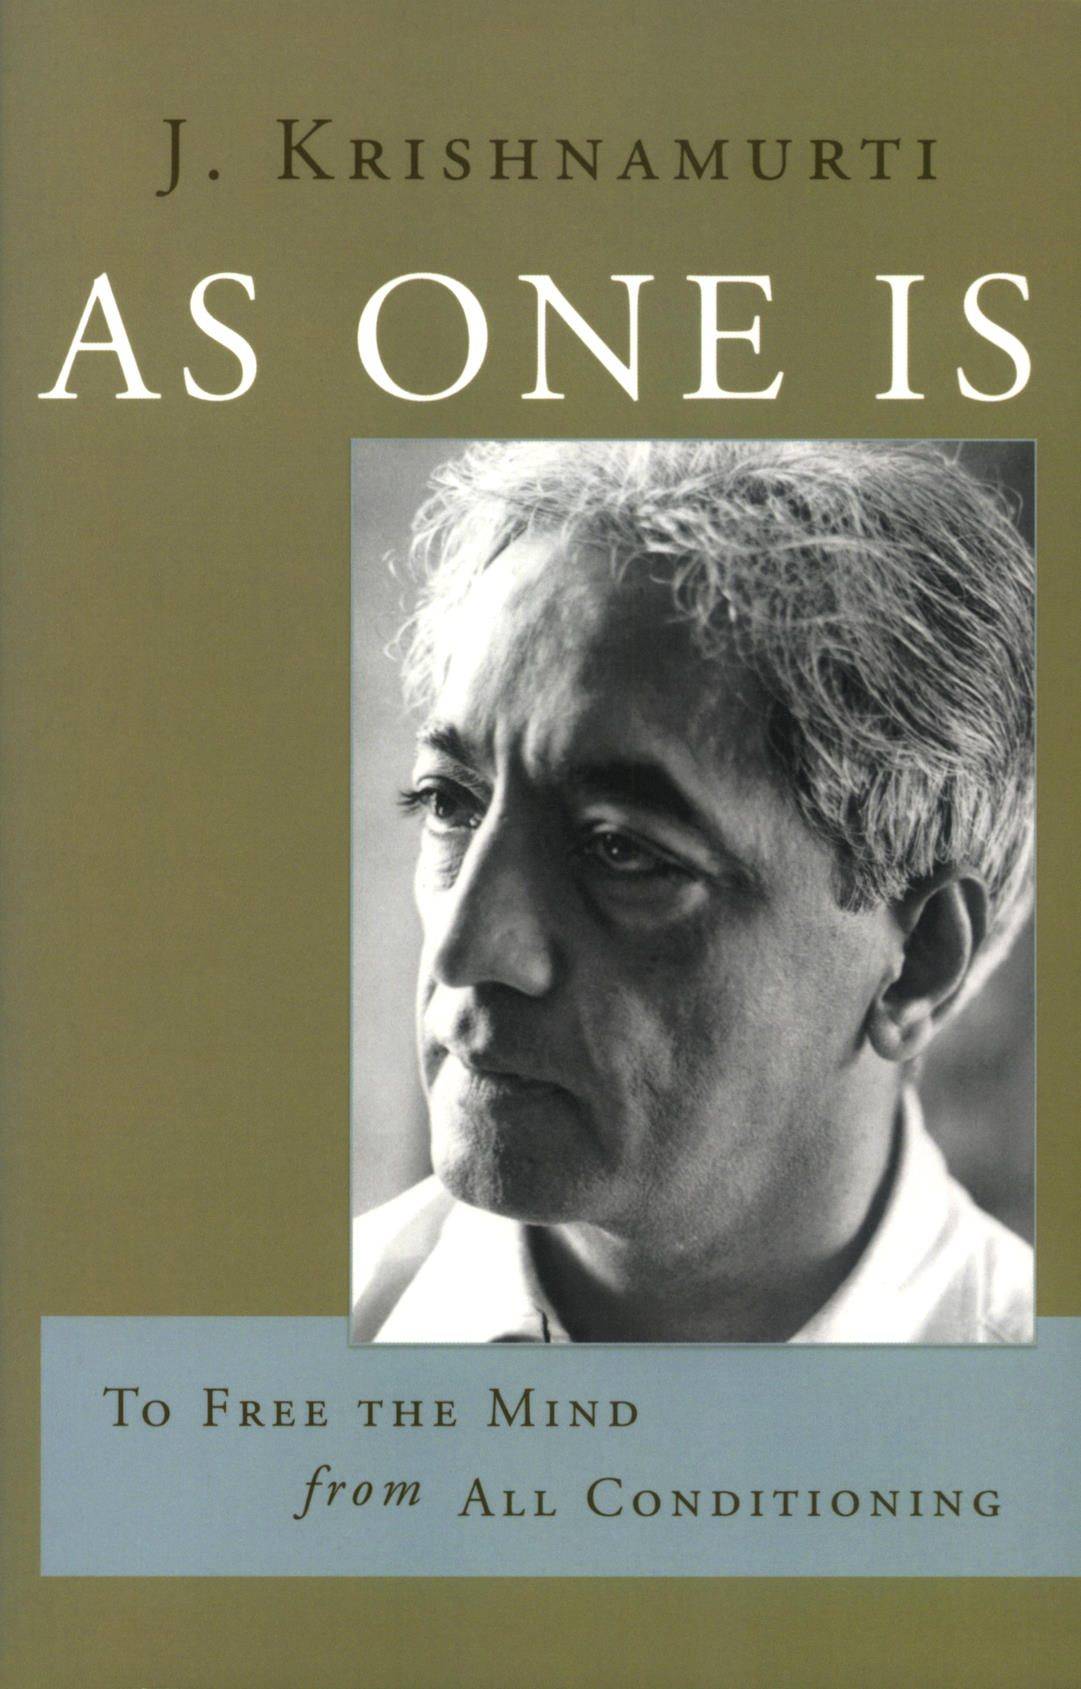 J. Krishnamurti
AS ONE IS
To Free the Mind
from All Conditioning